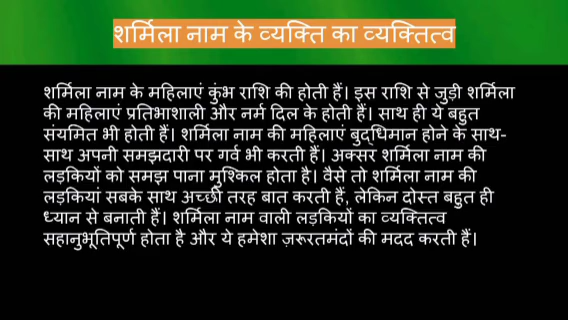 शर्मिला नाम के व्यक्ति का व्यक्तित्व
शर्मिला नाम के महिलाएं कुंभ राशि की होती हैं। इस राशि से जुड़ी शर्मिला
की महिलाएं प्रतिभाशाली और नर्म दिल के होती हैं। साथ ही ये बहुत
संयमित भी होती हैं। शर्मिला नाम की महिलाएं बुद्धिमान होने के साथ-
साथ अपनी समझदारी पर गर्व भी करती हैं। अक्सर शर्मिला नाम की
लड़कियों को समझ पाना मुश्किल होता है। वैसे तो शर्मिला नाम की
लड़कियां सबके साथ अच्छी तरह बात करती हैं, लेकिन दोस्त बहुत ही
ध्यान से बनाती हैं। शर्मिला नाम वाली लड़कियों का व्यक्तित्व
सहानुभूतिपूर्ण होता है और ये हमेशा ज़रूरतमंदों की मदद करती हैं।